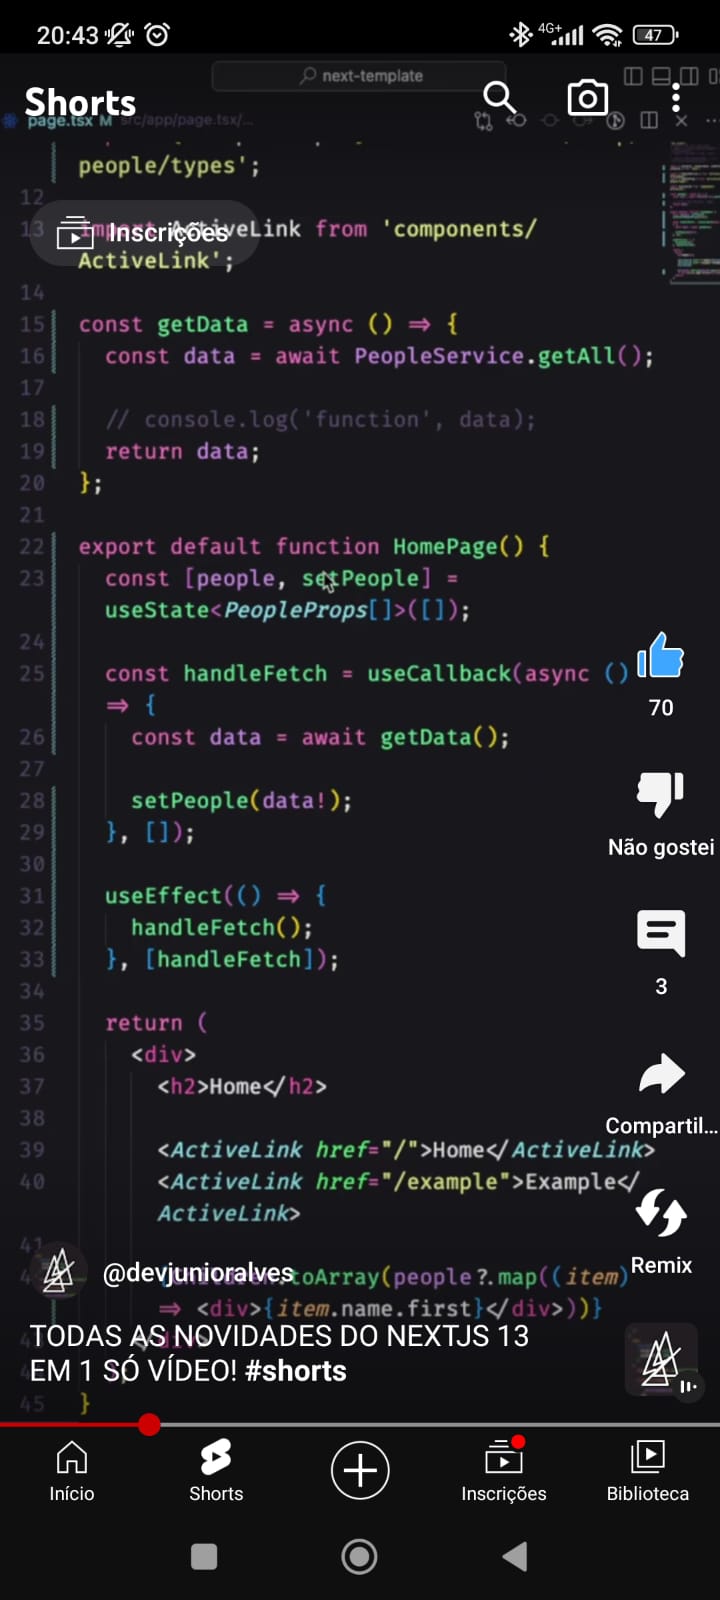 20:43
4G+
47
next-template
Shorts
page.tsx M src/app/page.tsx/...
people/types';
12
Inscrições
13 import ActiveLink from 'components/
ActiveLink';
14
15 const getData = async () ⇒ {
16 const data = await PeopleService.getAll();
17
18 // console.log('function', data);
19 return data;
20 };
21
22 export default function HomePage() {
23 const [people, setPeople] =
useState<PeopleProps[]>([]);
24
25 const handleFetch = useCallback(async ()
⇒ {
26 const data = await getData();
27
28 setPeople(data!);
29 }, []);
30
31 useEffect(() ⇒ {
32 handleFetch();
33 }, [handleFetch]);
34
35 return (
36 <div>
37 <h2>Home</h2>
38
39 <ActiveLink href="/">Home</ActiveLink>
40 <ActiveLink href="/example">Example</
ActiveLink>
41
toArray(people?.map((item)
⇒ <div>{item.name.first}</div>))}
45 }
70
Não gostei
3
Compartil...
Remix
@devjunioralves
TODAS AS NOVIDADES DO NEXTJS 13
EM 1 SÓ VÍDEO! #shorts
Início
Shorts
Inscrições
Biblioteca